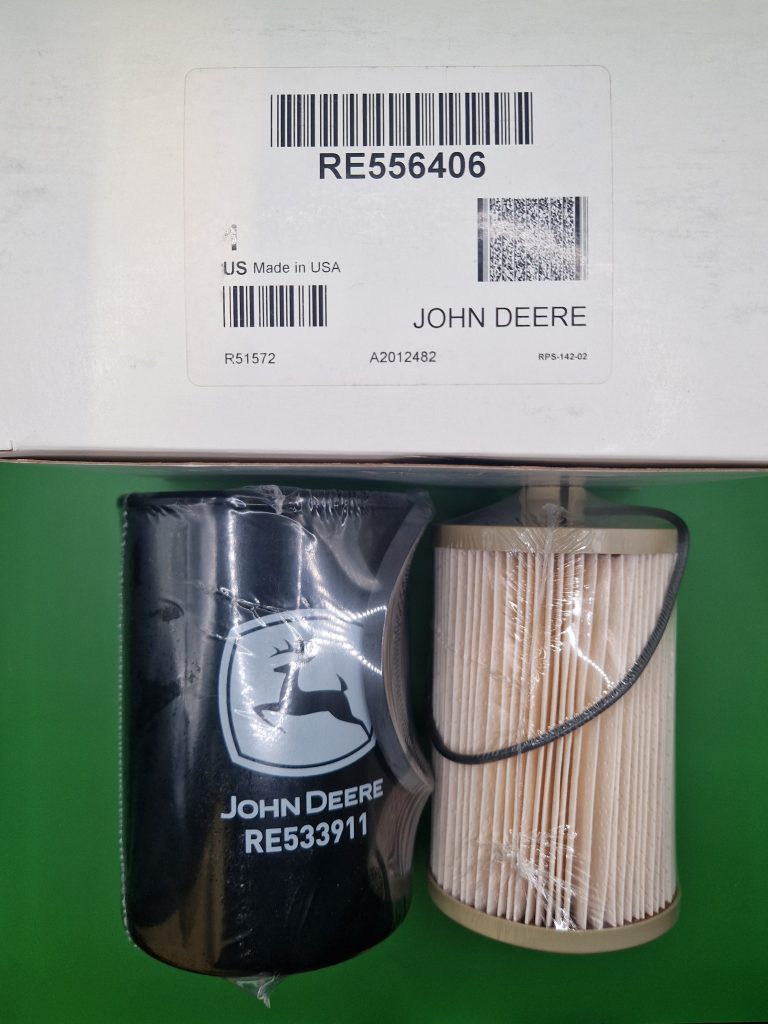 RE556406
US Made in USA
JOHN DEERE
R51572 A2012482 RPS-142-02
JOHN DEERE
RE533911